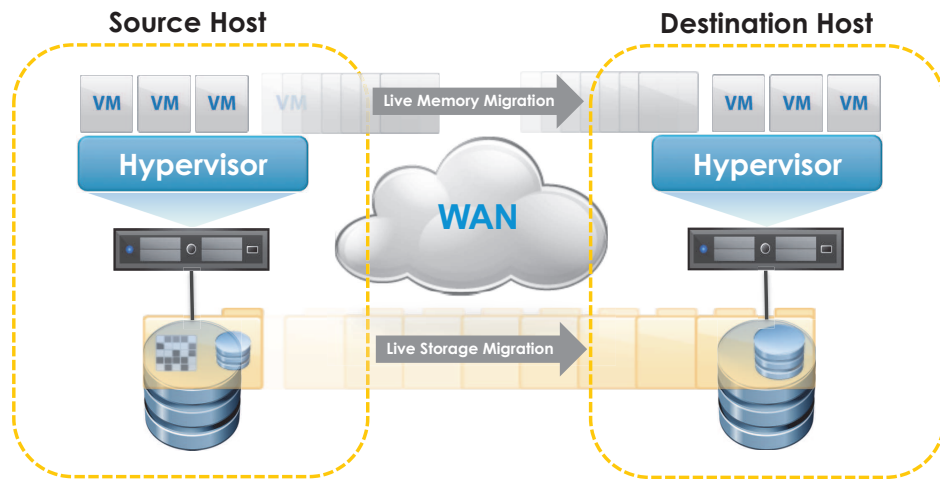 Source Host
Destination Host
VM VM VM VM
Live Memory Migration
VM VM VM
Hypervisor
Hypervisor
WAN
Live Storage Migration